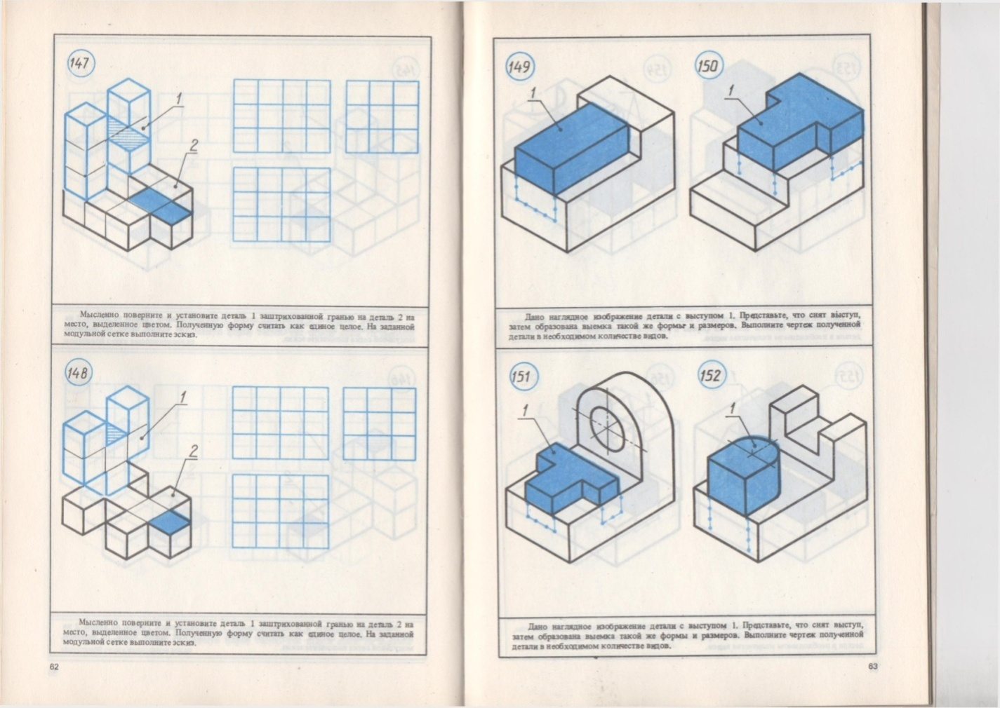 147
1
2
Мысленно поверните и установите деталь 1 заштрихованной гранью на деталь 2 на
место, выделенное цветом. Полученную форму считать как единое целое. На заданной
модульной сетке выполните эскиз.
148
1
2
Мысленно поверните и установите деталь 1 заштрихованной гранью на деталь 2 на
место, выделенное цветом. Полученную форму считать как единое целое. На заданной
модульной сетке выполните эскиз.
62
149
1
150
1
Дано наглядное изображение детали с выступом 1. Представьте, что снят выступ,
затем образована выемка такой же формы и размеров. Выполните чертеж полученной
детали в необходимом количестве видов.
151
1
152
1
Дано наглядное изображение детали с выступом 1. Представьте, что снят выступ,
затем образована выемка такой же формы и размеров. Выполните чертеж полученной
детали в необходимом количестве видов.
63